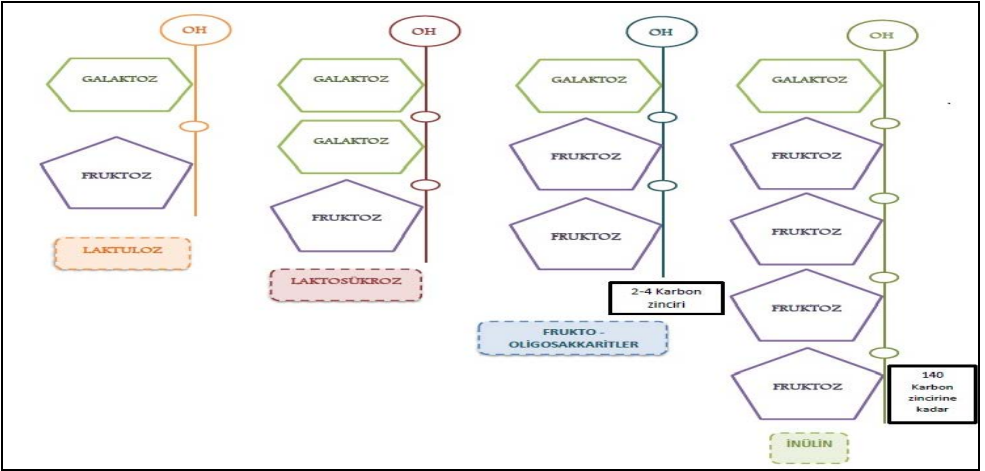 OH
GALAKTOZ
FRUKTOZ
LAKTULOZ
OH
GALAKTOZ
GALAKTOZ
FRUKTOZ
LAKTOSÜKROZ
OH
GALAKTOZ
FRUKTOZ
FRUKTOZ
2-4 Karbon
zinciri
FRUKTO -
OLİGOSAKKARİTLER
OH
GALAKTOZ
FRUKTOZ
FRUKTOZ
FRUKTOZ
FRUKTOZ
140
Karbon
zincirine
kadar
İNÜLİN